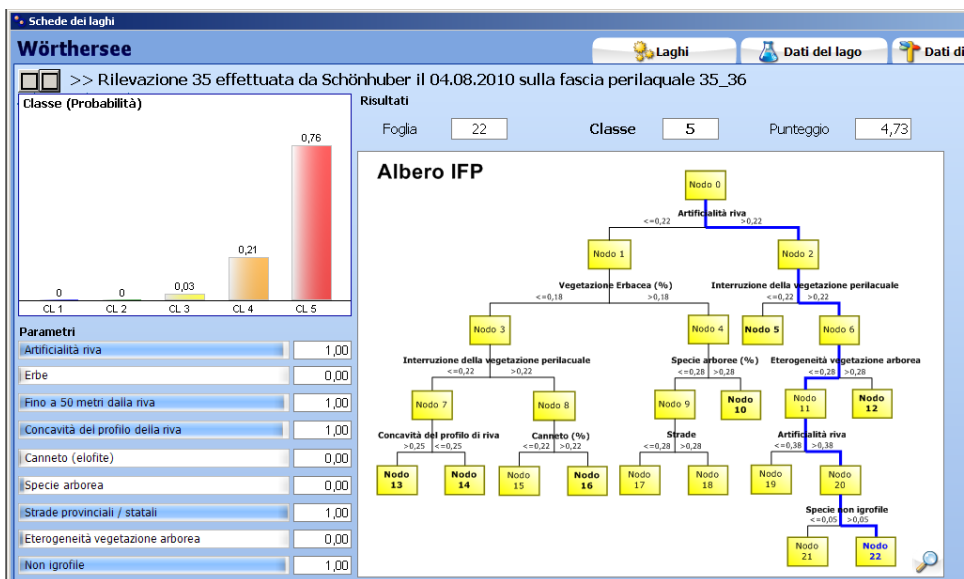 Schede dei laghi
Wörthersee
Laghi
Dati del lago
Dati di
>> Rilevazione 35 effettuata da Schönhuber il 04.08.2010 sulla fascia perilaquale 35_36
Classe (Probabilità)
0,76
0,21
0,03
0
0
CL 1 CL 2 CL 3 CL 4 CL 5
Risultati
Foglia 22 Classe 5 Punteggio 4,73
Parametri
Artificialità riva 1,00
Erbe 0,00
Fino a 50 metri dalla riva 1,00
Concavità del profilo della riva 1,00
Canneto (elofite) 0,00
Specie arborea 0,00
Strade provinciali / statali 1,00
Eterogeneità vegetazione arborea 0,00
Non igrofile 1,00
Albero IFP
Nodo 0
Artificialità riva
<=0,22 >0,22
Nodo 1 Nodo 2
Vegetazione Erbacea (%) Interruzione della vegetazione perilacuale
<=0,18 >0,18 <=0,22 >0,22
Nodo 3 Nodo 4 Nodo 5 Nodo 6
Interruzione della vegetazione perilacuale Specie arboree (%) Eterogeneità vegetazione arborea
<=0,22 >0,22 <=0,28 >0,28 <=0,28 >0,28
Nodo 7 Nodo 8 Nodo 9 Nodo 10 Nodo 11 Nodo 12
Concavità del profilo di riva Canneto (%) Strade Artificialità riva
>0,25 <=0,25 <=0,22 >0,22 <=0,28 >0,28 <=0,38 >0,38
Nodo 13 Nodo 14 Nodo 15 Nodo 16 Nodo 17 Nodo 18 Nodo 19 Nodo 20
Specie non igrofile
<=0,05 >0,05
Nodo 21 Nodo 22